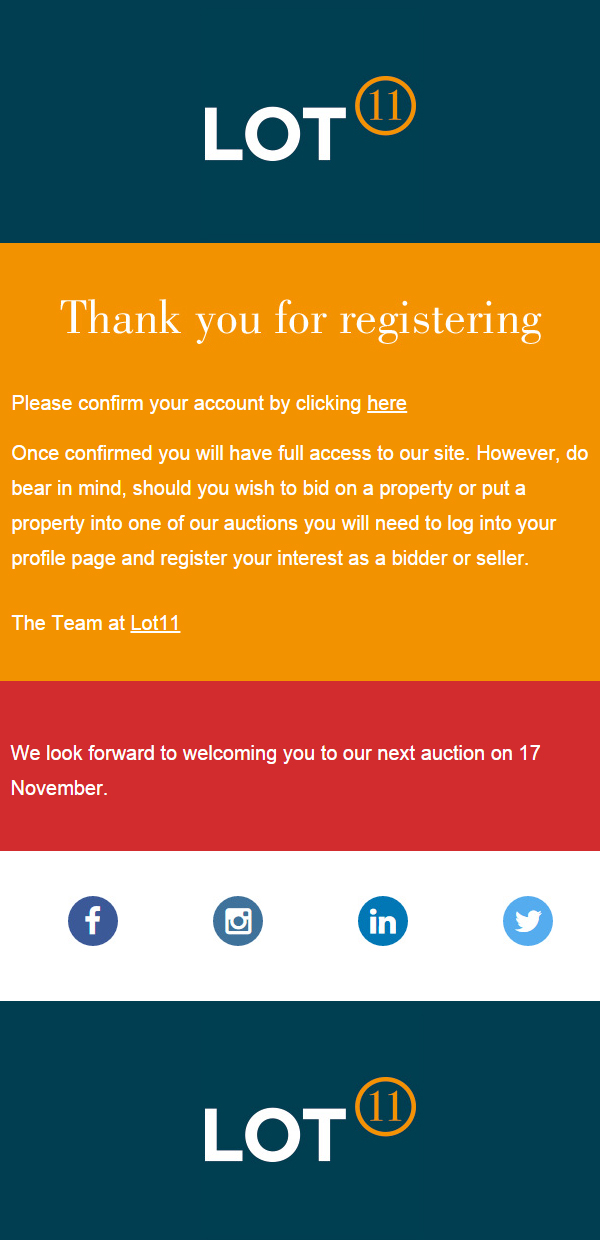 LOT 11
Thank you for registering
Please confirm your account by clicking here
Once confirmed you will have full access to our site. However, do
bear in mind, should you wish to bid on a property or put a
property into one of our auctions you will need to log into your
profile page and register your interest as a bidder or seller.
The Team at Lot11
We look forward to welcoming you to our next auction on 17
November.
f in
LOT 11